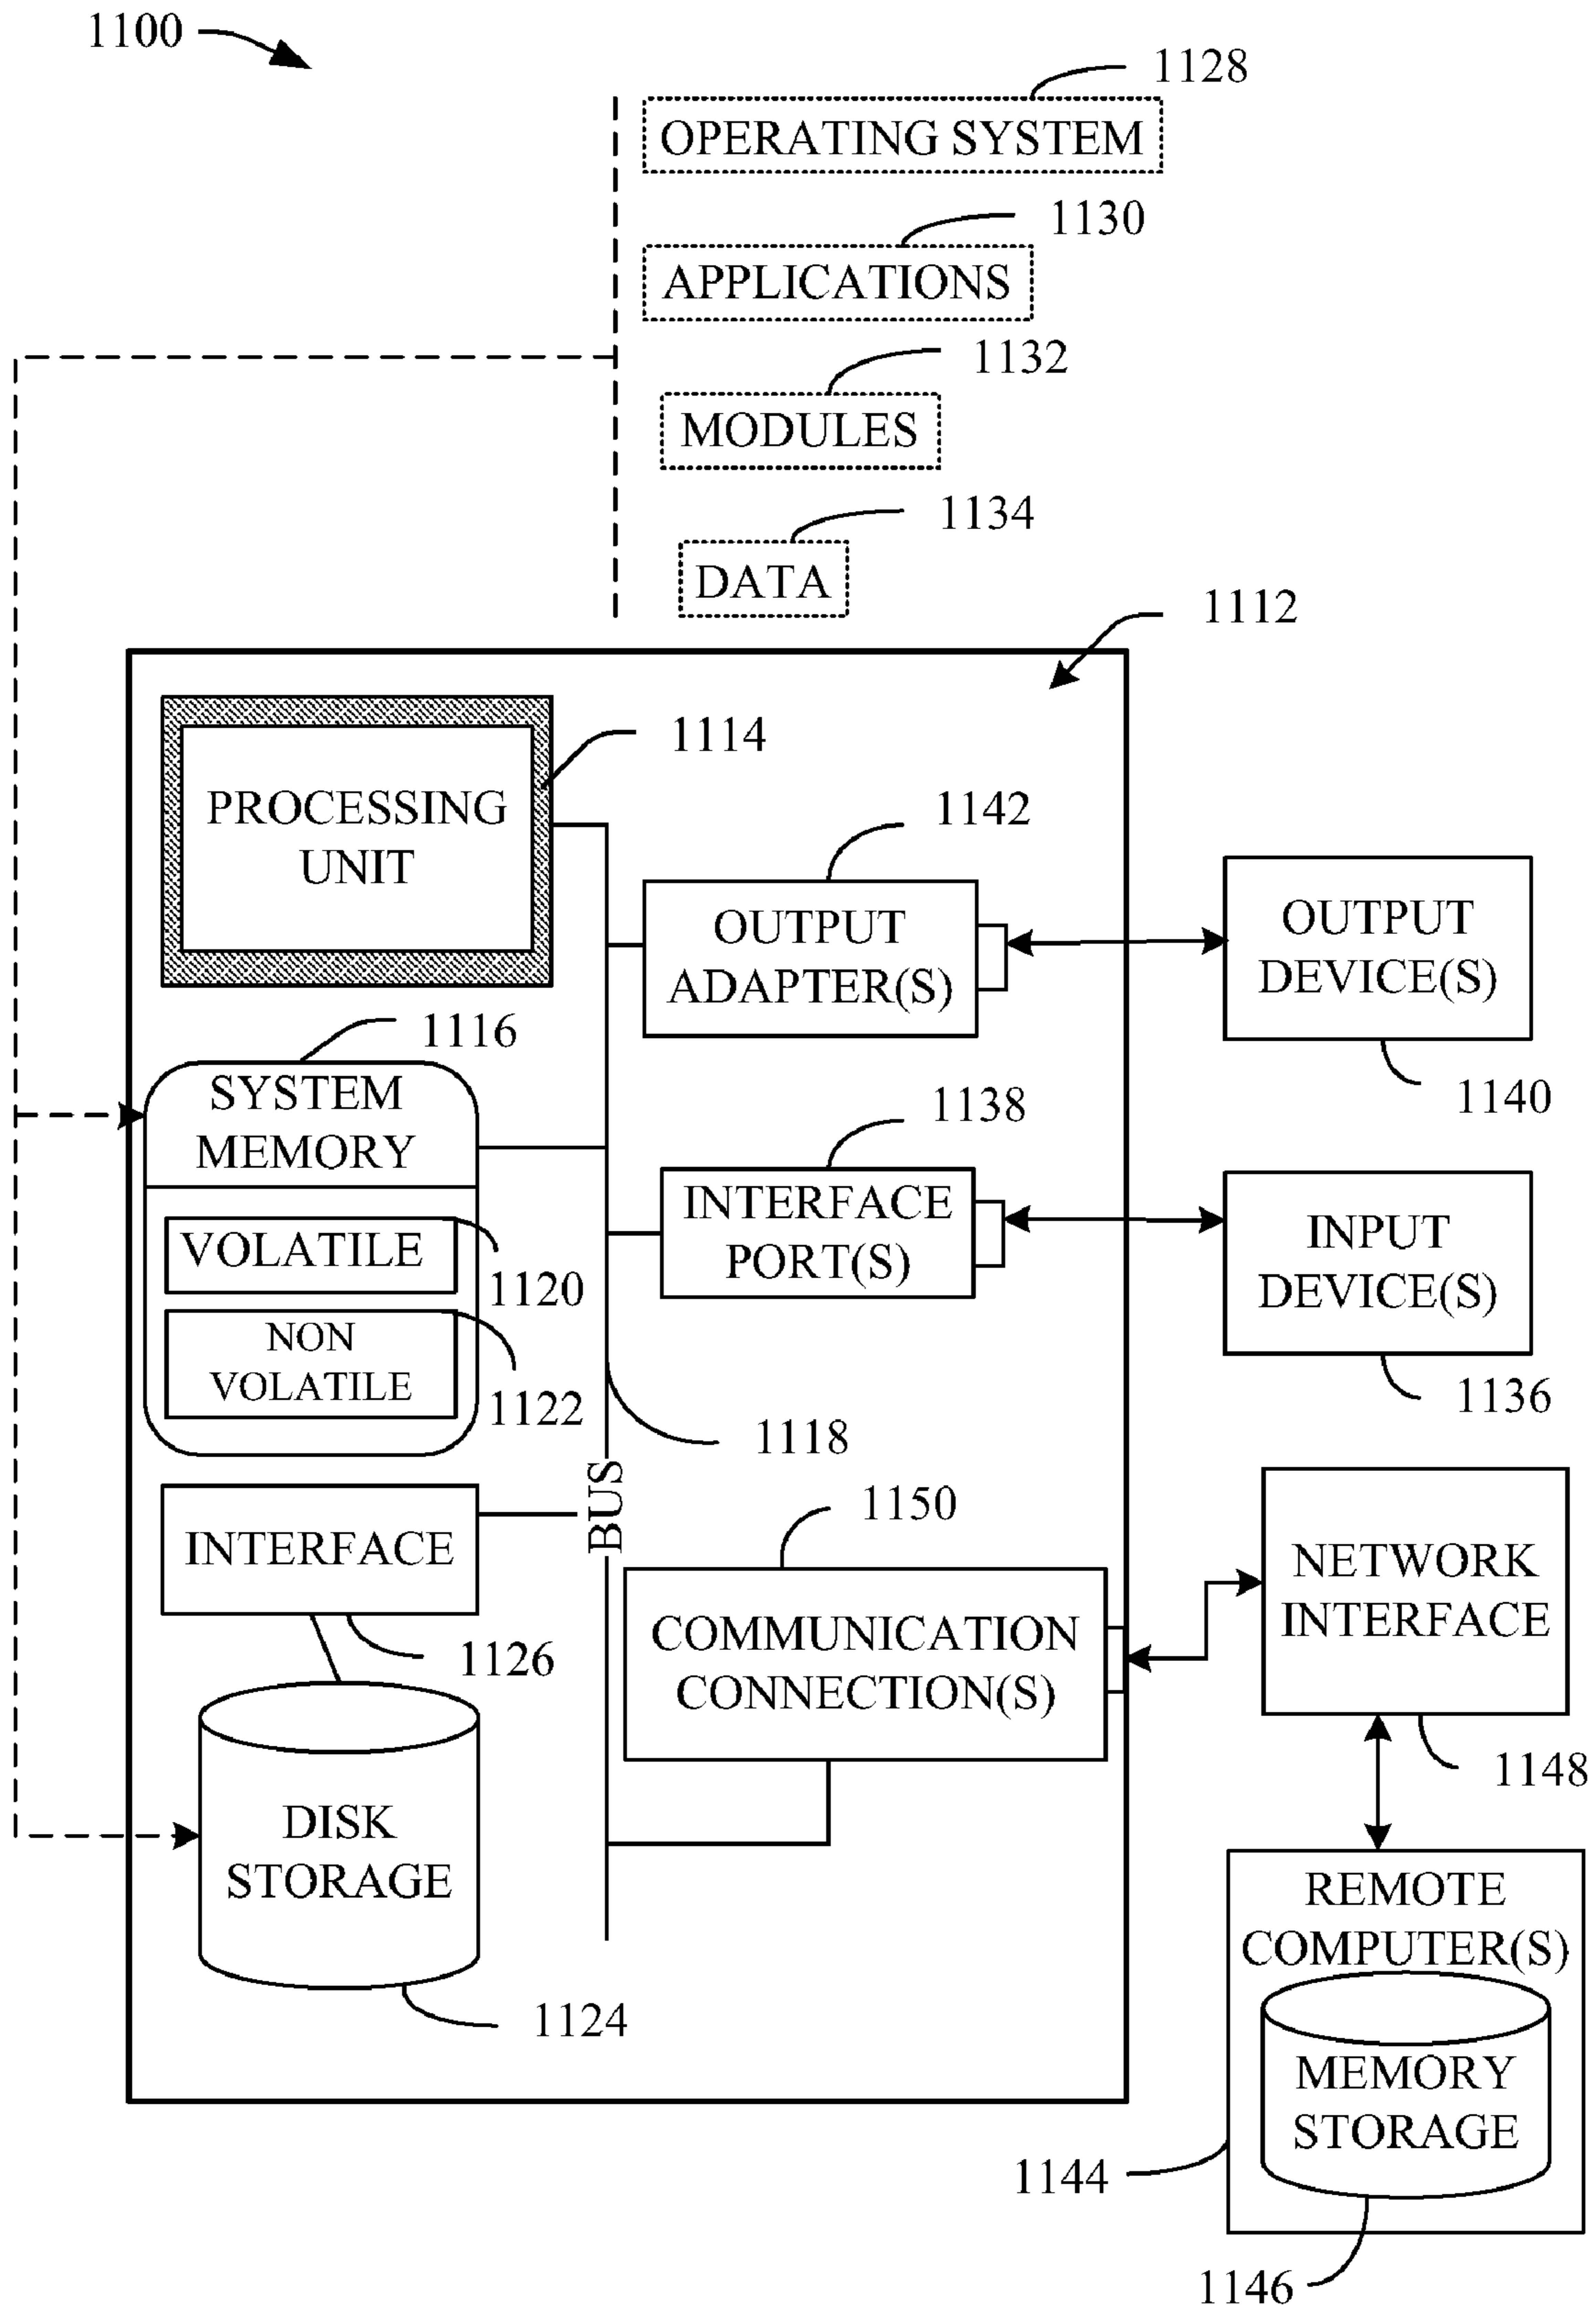 1100
1128
OPERATING SYSTEM
1130
APPLICATIONS
1132
MODULES
1134
DATA
1112
1114
PROCESSING
UNIT
1142
OUTPUT
ADAPTER(S)
OUTPUT
DEVICE(S)
1140
1116
SYSTEM
MEMORY
VOLATILE
1120
NON
VOLATILE
1122
1138
INTERFACE
PORT(S)
INPUT
DEVICE(S)
1136
1118
BUS
INTERFACE
1126
1150
COMMUNICATION
CONNECTION(S)
NETWORK
INTERFACE
1148
DISK
STORAGE
1124
REMOTE
COMPUTER(S)
MEMORY
STORAGE
1144
1146